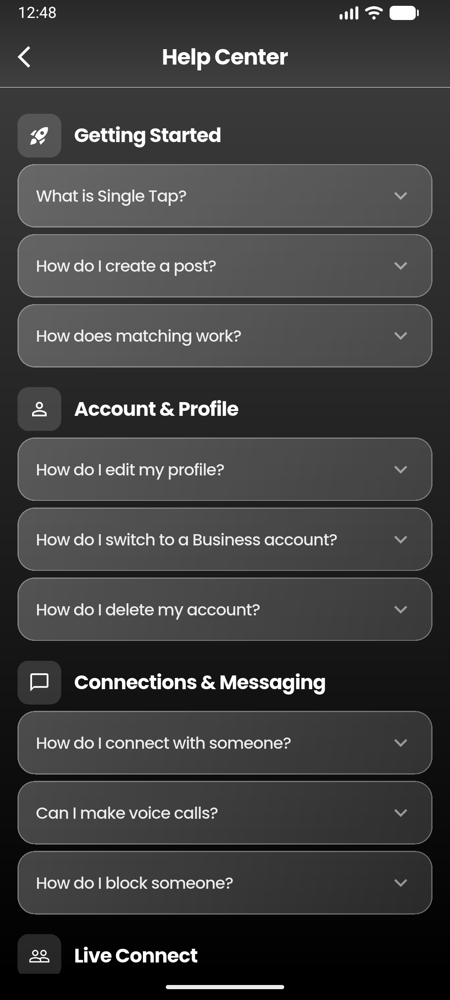 12:48
Help Center
Getting Started
What is Single Tap?
How do I create a post?
How does matching work?
Account & Profile
How do I edit my profile?
How do I switch to a Business account?
How do I delete my account?
Connections & Messaging
How do I connect with someone?
Can I make voice calls?
How do I block someone?
Live Connect